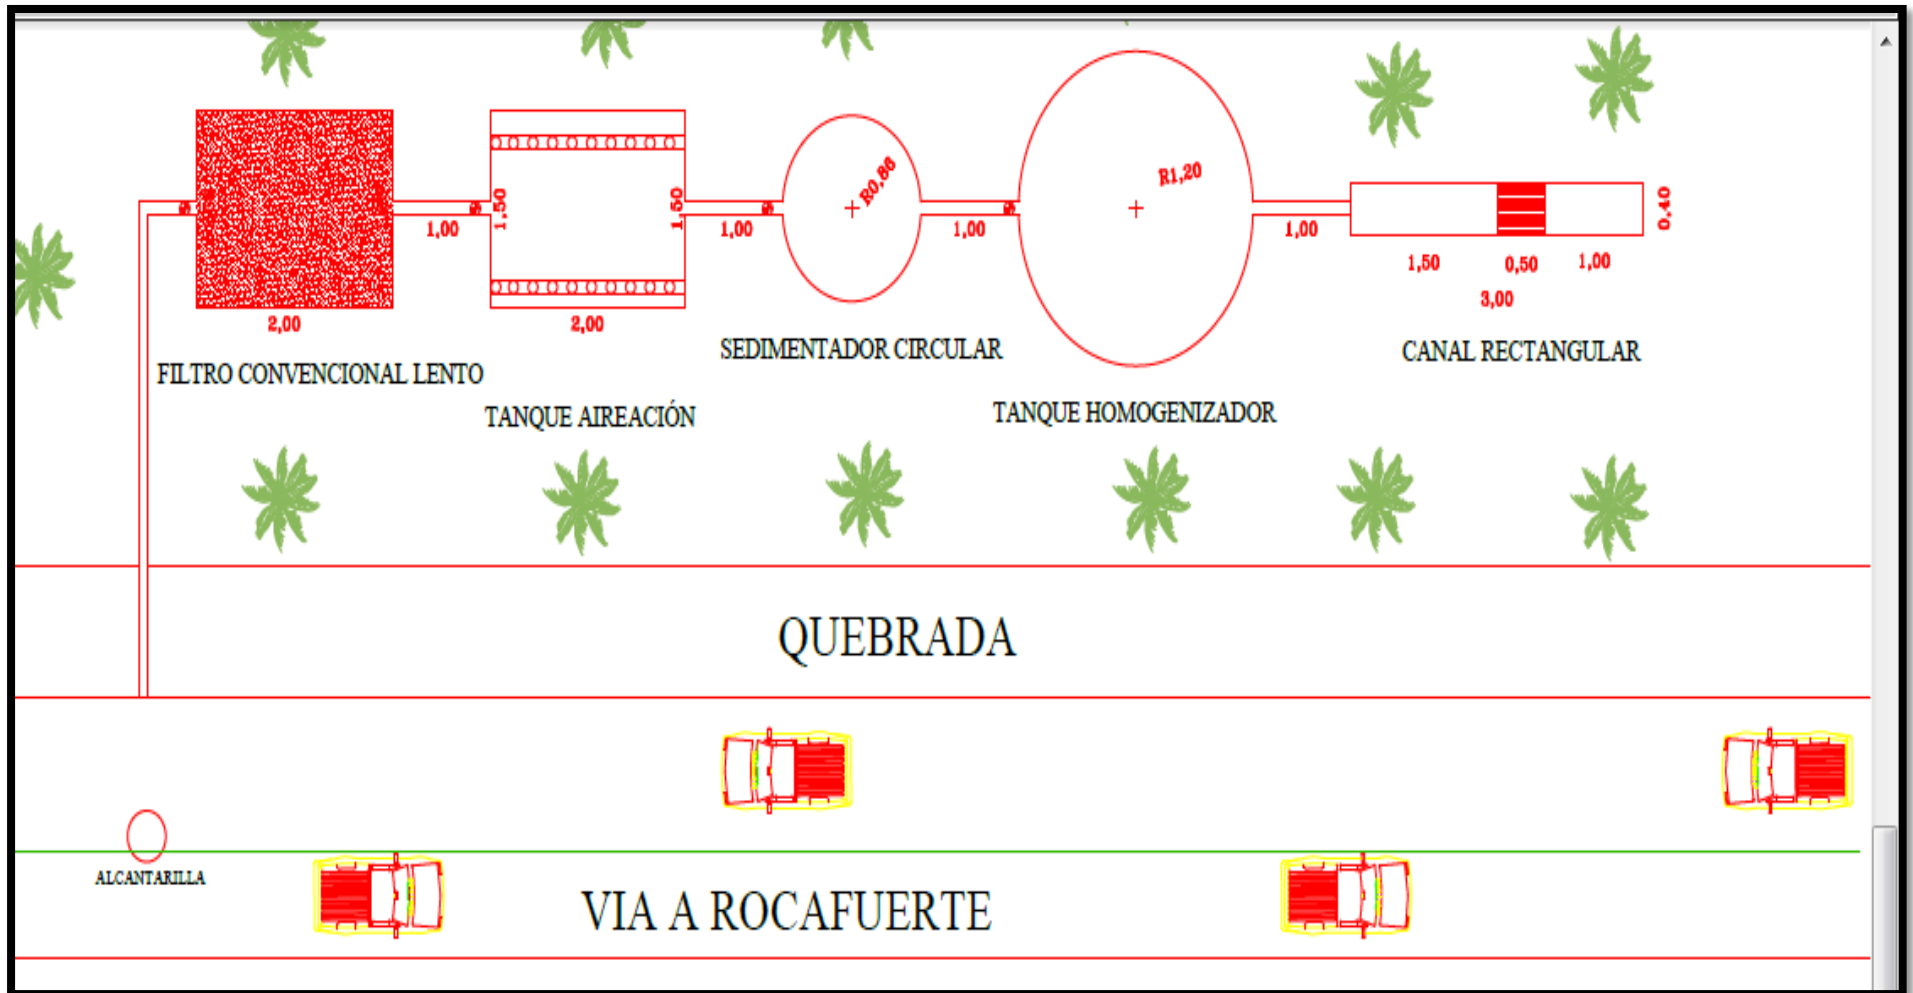 R0,86
R1,20
1,50
1,50
0,40
1,00
1,00
1,00
1,00
1,50
0,50
1,00
3,00
2,00
2,00
SEDIMENTADOR CIRCULAR
CANAL RECTANGULAR
FILTRO CONVENCIONAL LENTO
TANQUE AIREACIÓN
TANQUE HOMOGENIZADOR
QUEBRADA
ALCANTARILLA
VIA A ROCAFUERTE